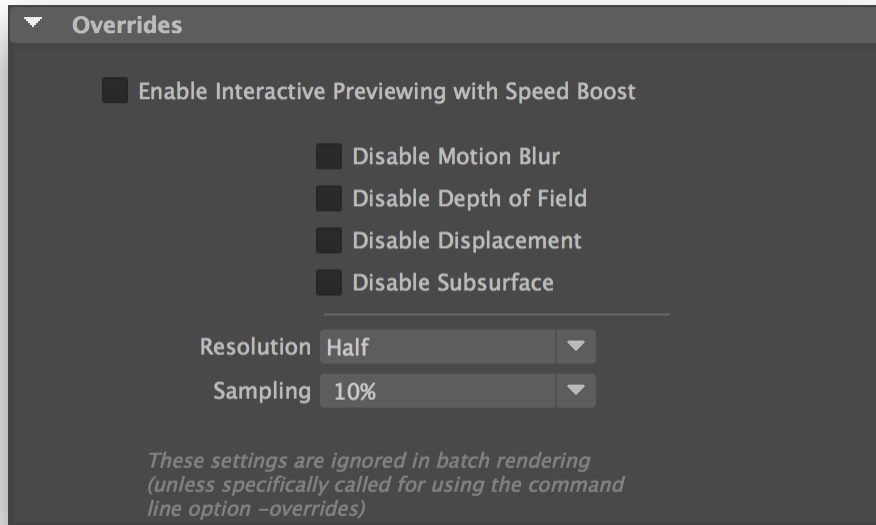 Overrides
Enable Interactive Previewing with Speed Boost
Disable Motion Blur
Disable Depth of Field
Disable Displacement
Disable Subsurface
Resolution Half
Sampling 10%
These settings are ignored in batch rendering
(unless specifically called for using the command
line option -overrides)